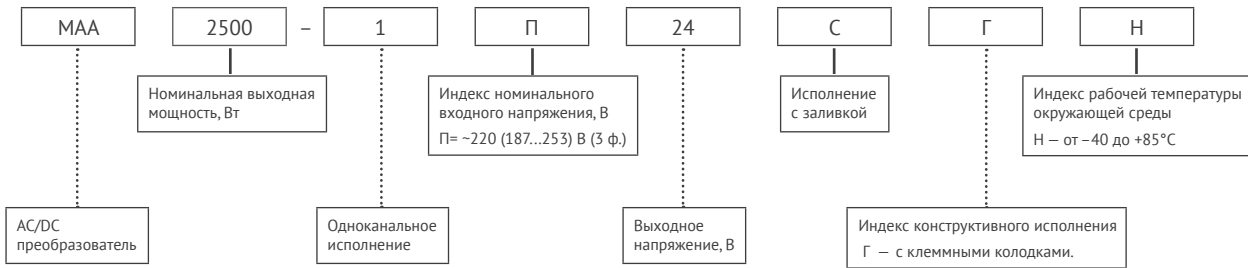 МАА 2500 – 1 П 24 С Г Н
Номинальная выходная
мощность, Вт
Индекс номинального
входного напряжения, В
П= ~220 (187...253) В (3 ф.)
Исполнение
с заливкой
Индекс рабочей температуры
окружающей среды
Н — от –40 до +85°C
AC/DC
преобразователь
Одноканальное
исполнение
Выходное
напряжение, В
Индекс конструктивного исполнения
Г — с клеммными колодками.